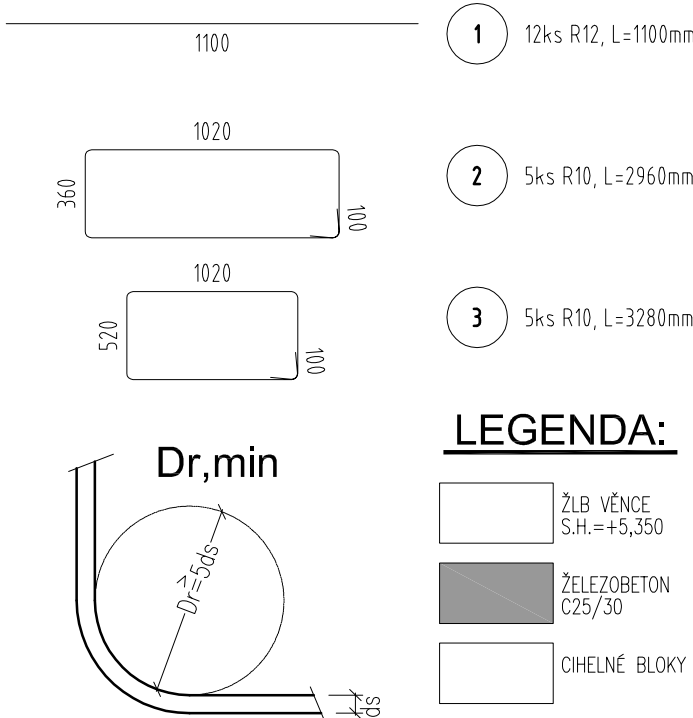 1100
1
12ks R12, L=1100mm
1020
360
100
2
5ks R10, L=2960mm
1020
520
100
3
5ks R10, L=3280mm
Dr,min
Dr≥5ds
ds
LEGENDA:
ŽLB VĚNCE
S.H.=+5,350
ŽELEZOBETON
C25/30
CIHELNÉ BLOKY